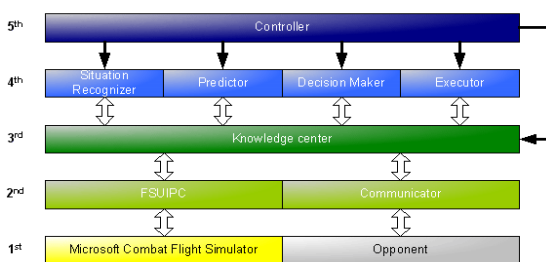 5th Controller
4th Situation Recognizer Predictor Decision Maker Executor
3rd Knowledge center
2nd FSUIPC Communicator
1st Microsoft Combat Flight Simulator Opponent